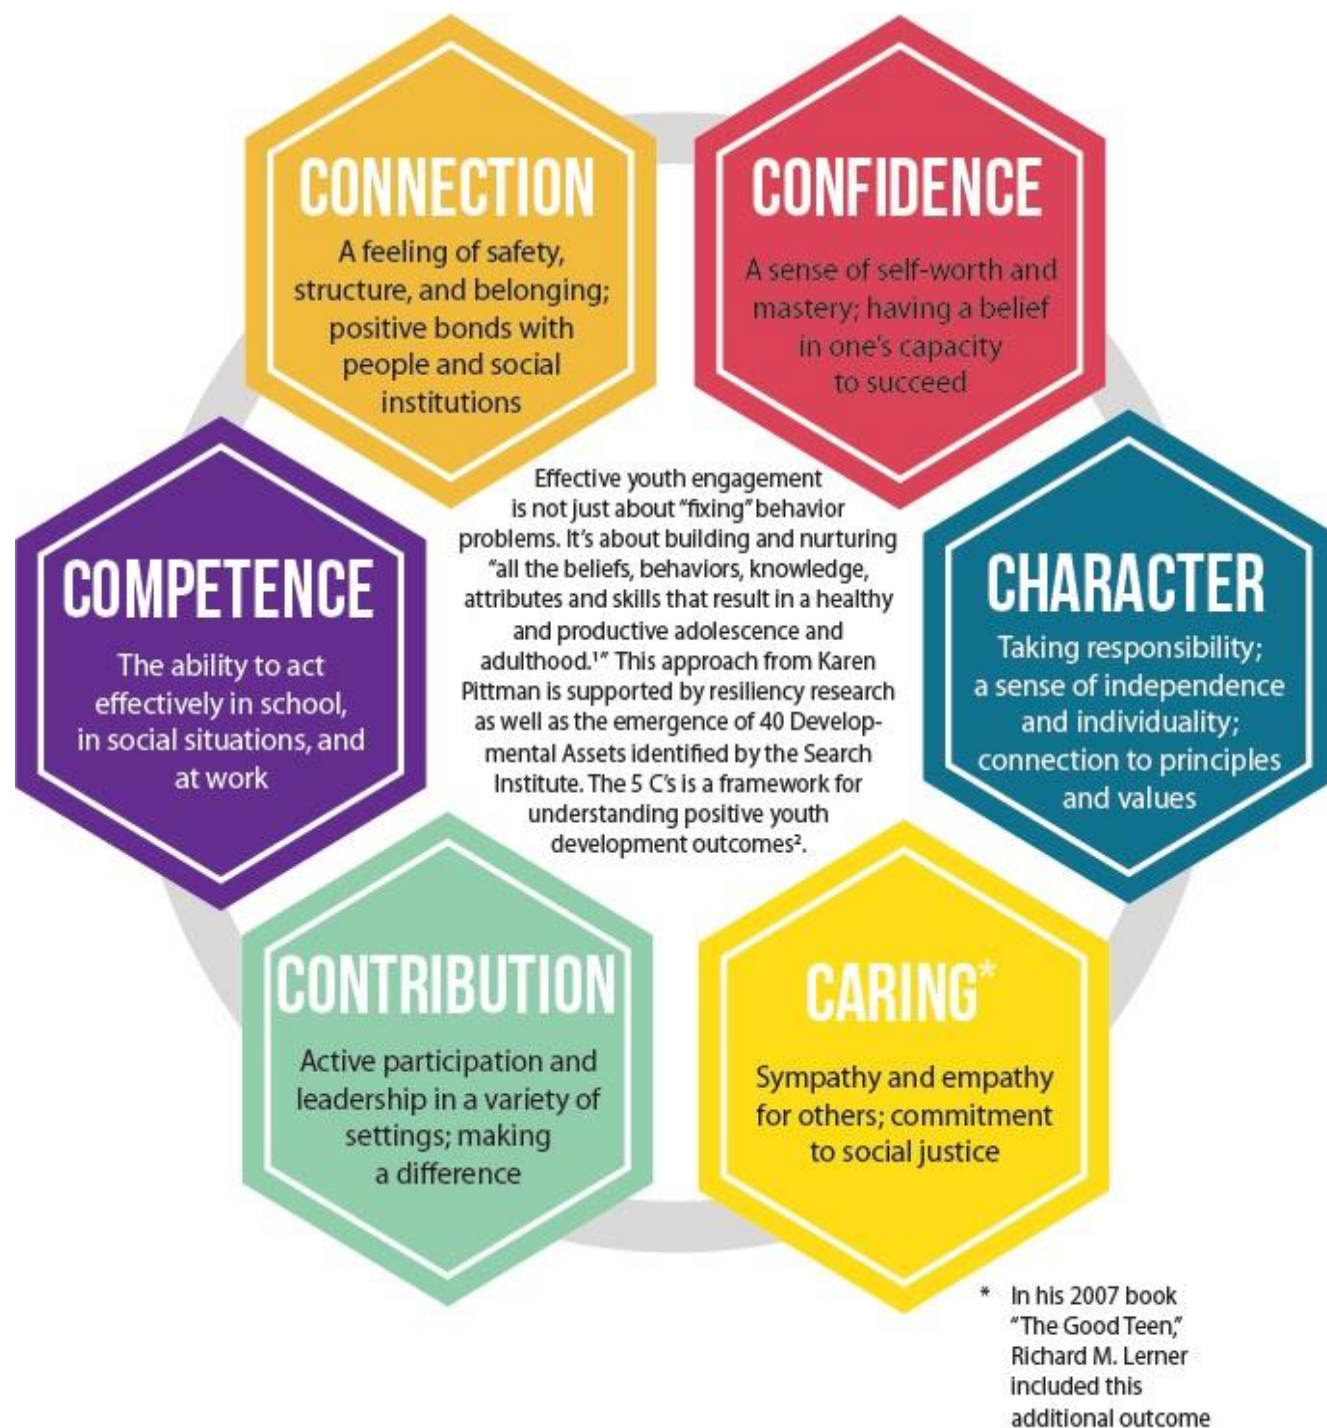 CONNECTION
A feeling of safety,
structure, and belonging;
positive bonds with
people and social
institutions
CONFIDENCE
A sense of self-worth and
mastery; having a belief
in one's capacity
to succeed
COMPETENCE
The ability to act
effectively in school,
in social situations, and
at work
Effective youth engagement
is not just about "fixing" behavior
problems. It's about building and nurturing
"all the beliefs, behaviors, knowledge,
attributes and skills that result in a healthy
and productive adolescence and
adulthood.¹" This approach from Karen
Pittman is supported by resiliency research
as well as the emergence of 40 Develop-
mental Assets identified by the Search
Institute. The 5 C's is a framework for
understanding positive youth
development outcomes².
CHARACTER
Taking responsibility;
a sense of independence
and individuality;
connection to principles
and values
CONTRIBUTION
Active participation and
leadership in a variety of
settings; making
a difference
CARING*
Sympathy and empathy
for others; commitment
to social justice
* In his 2007 book
"The Good Teen,"
Richard M. Lerner
included this
additional outcome